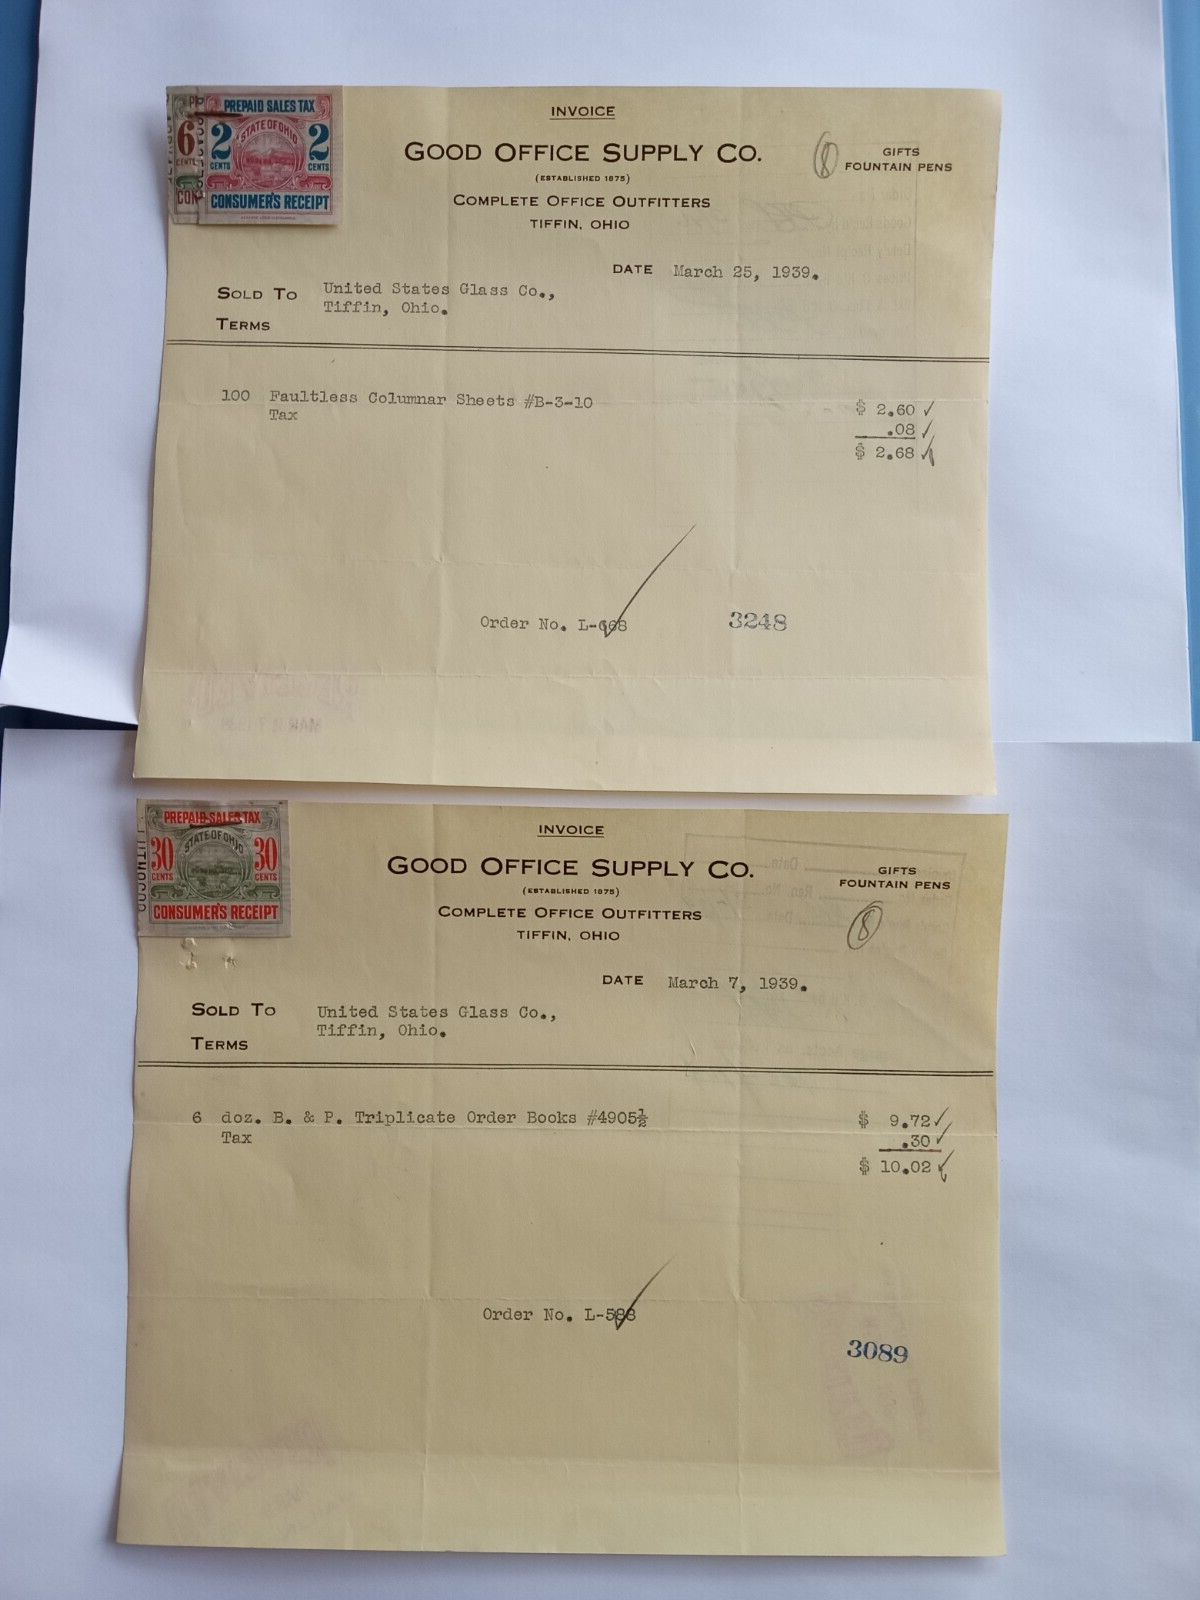 PREPAID SALES TAX
STATE OF OHIO
6 CENTS
2 CENTS 2 CENTS
CONSUMER'S RECEIPT
INVOICE
GOOD OFFICE SUPPLY CO.
(ESTABLISHED 1875)
COMPLETE OFFICE OUTFITTERS
TIFFIN, OHIO
8
GIFTS
FOUNTAIN PENS
DATE March 25, 1939.
SOLD TO United States Glass Co.,
Tiffin, Ohio.
TERMS
100 Faultless Columnar Sheets #B-3-10 $ 2.60
Tax .08
$ 2.68
Order No. L-668 3248
PREPAID SALES TAX
STATE OF OHIO
30 CENTS 30 CENTS
CONSUMER'S RECEIPT
INVOICE
GOOD OFFICE SUPPLY CO.
(ESTABLISHED 1875)
COMPLETE OFFICE OUTFITTERS
TIFFIN, OHIO
GIFTS
FOUNTAIN PENS
8
DATE March 7, 1939.
SOLD TO United States Glass Co.,
Tiffin, Ohio.
TERMS
6 doz. B. & P. Triplicate Order Books #4905½ $ 9.72
Tax .30
$ 10.02
Order No. L-588
3089